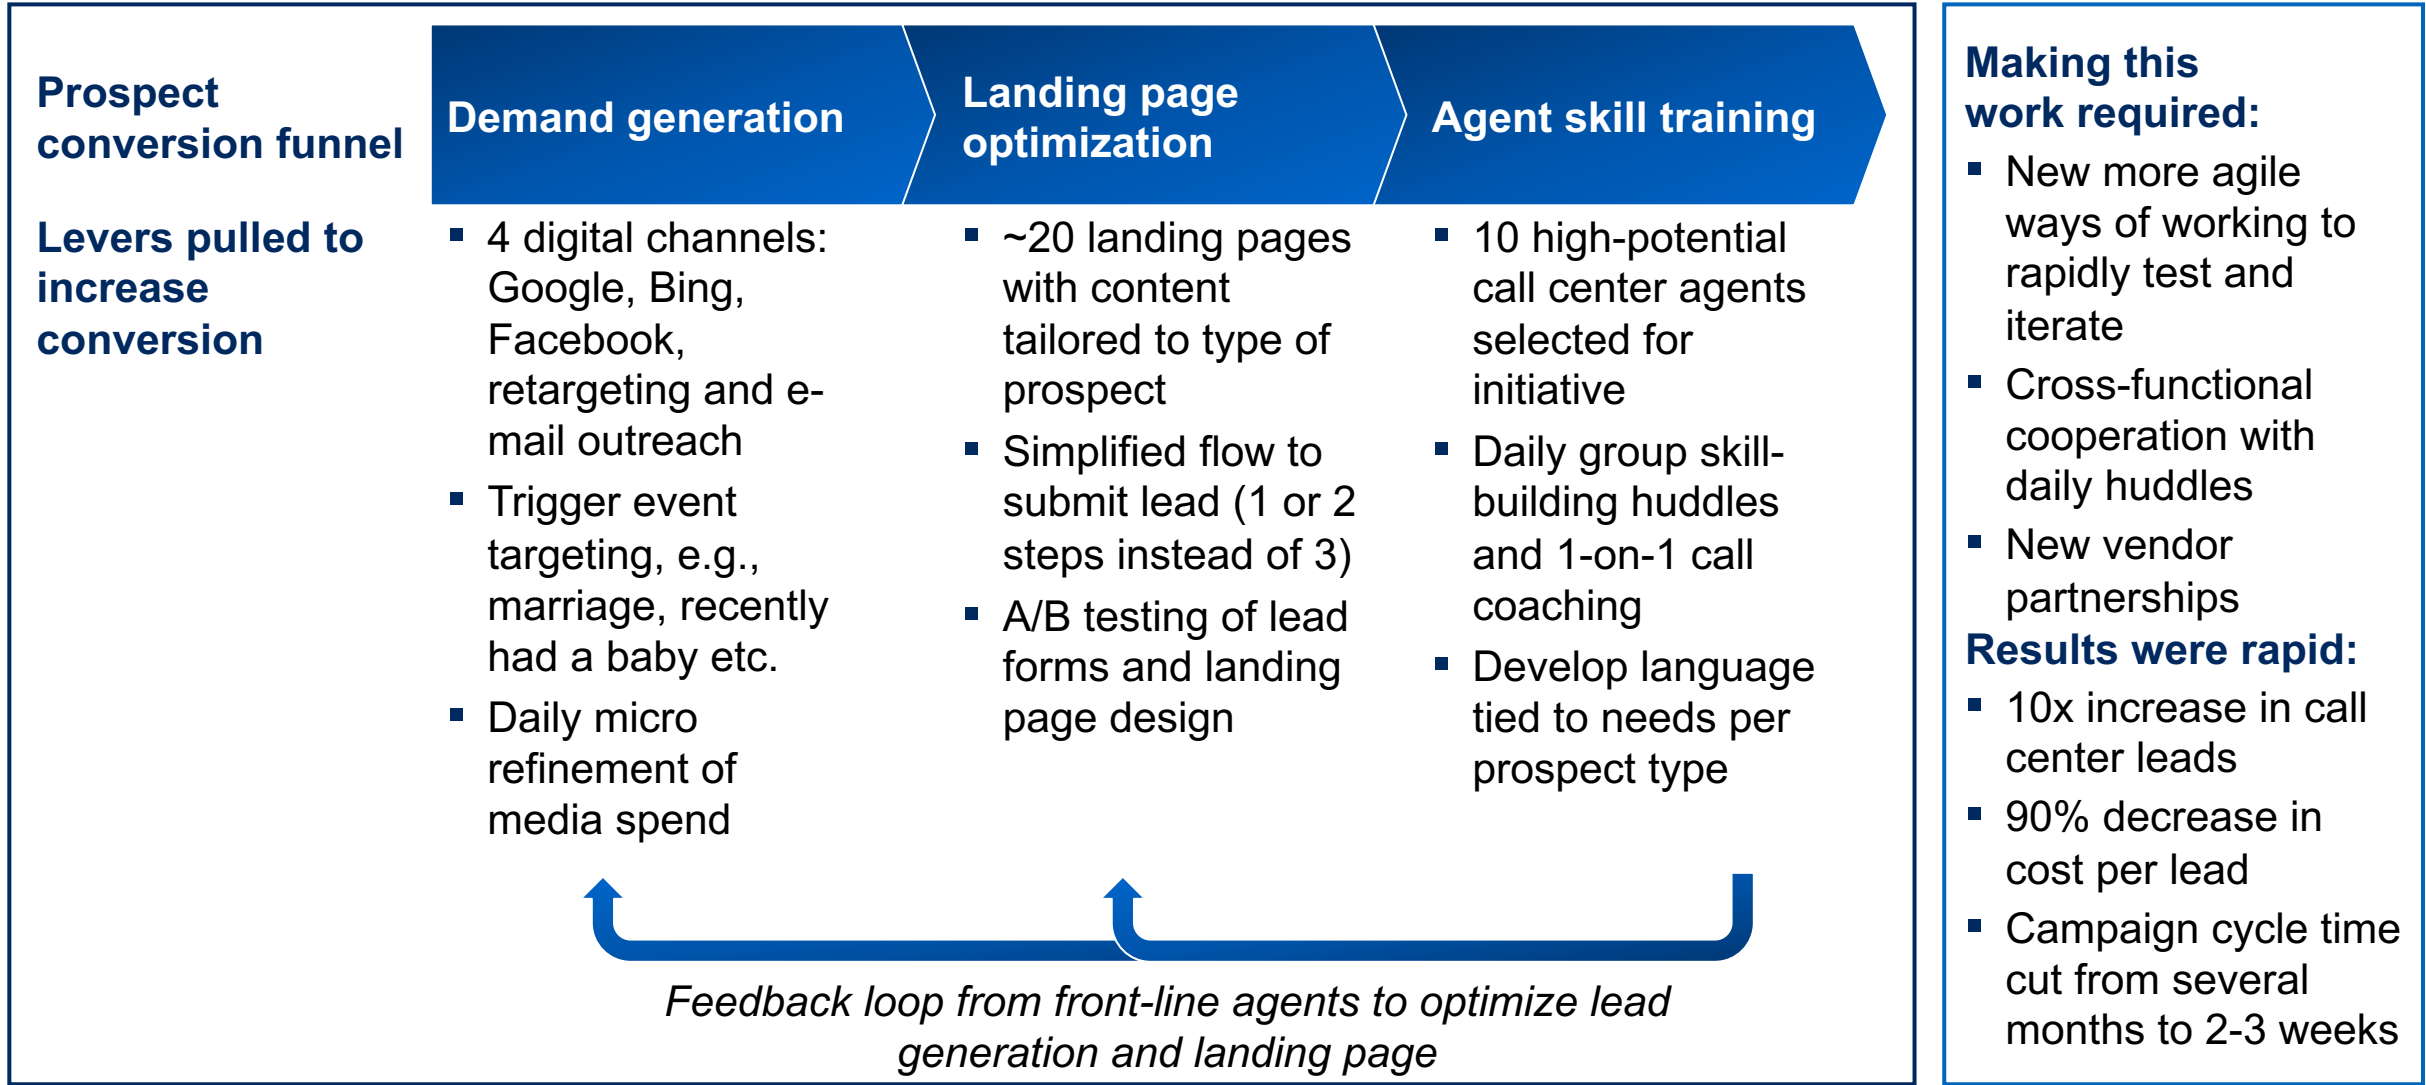 Prospect
conversion funnel
Demand generation
Landing page
optimization
Agent skill training
Levers pulled to
increase
conversion
▪ 4 digital channels:
Google, Bing,
Facebook,
retargeting and e-
mail outreach
▪ Trigger event
targeting, e.g.,
marriage, recently
had a baby etc.
▪ Daily micro
refinement of
media spend
▪ ~20 landing pages
with content
tailored to type of
prospect
▪ Simplified flow to
submit lead (1 or 2
steps instead of 3)
▪ A/B testing of lead
forms and landing
page design
▪ 10 high-potential
call center agents
selected for
initiative
▪ Daily group skill-
building huddles
and 1-on-1 call
coaching
▪ Develop language
tied to needs per
prospect type
Feedback loop from front-line agents to optimize lead
generation and landing page
Making this
work required:
▪ New more agile
ways of working to
rapidly test and
iterate
▪ Cross-functional
cooperation with
daily huddles
▪ New vendor
partnerships
Results were rapid:
▪ 10x increase in call
center leads
▪ 90% decrease in
cost per lead
▪ Campaign cycle time
cut from several
months to 2-3 weeks